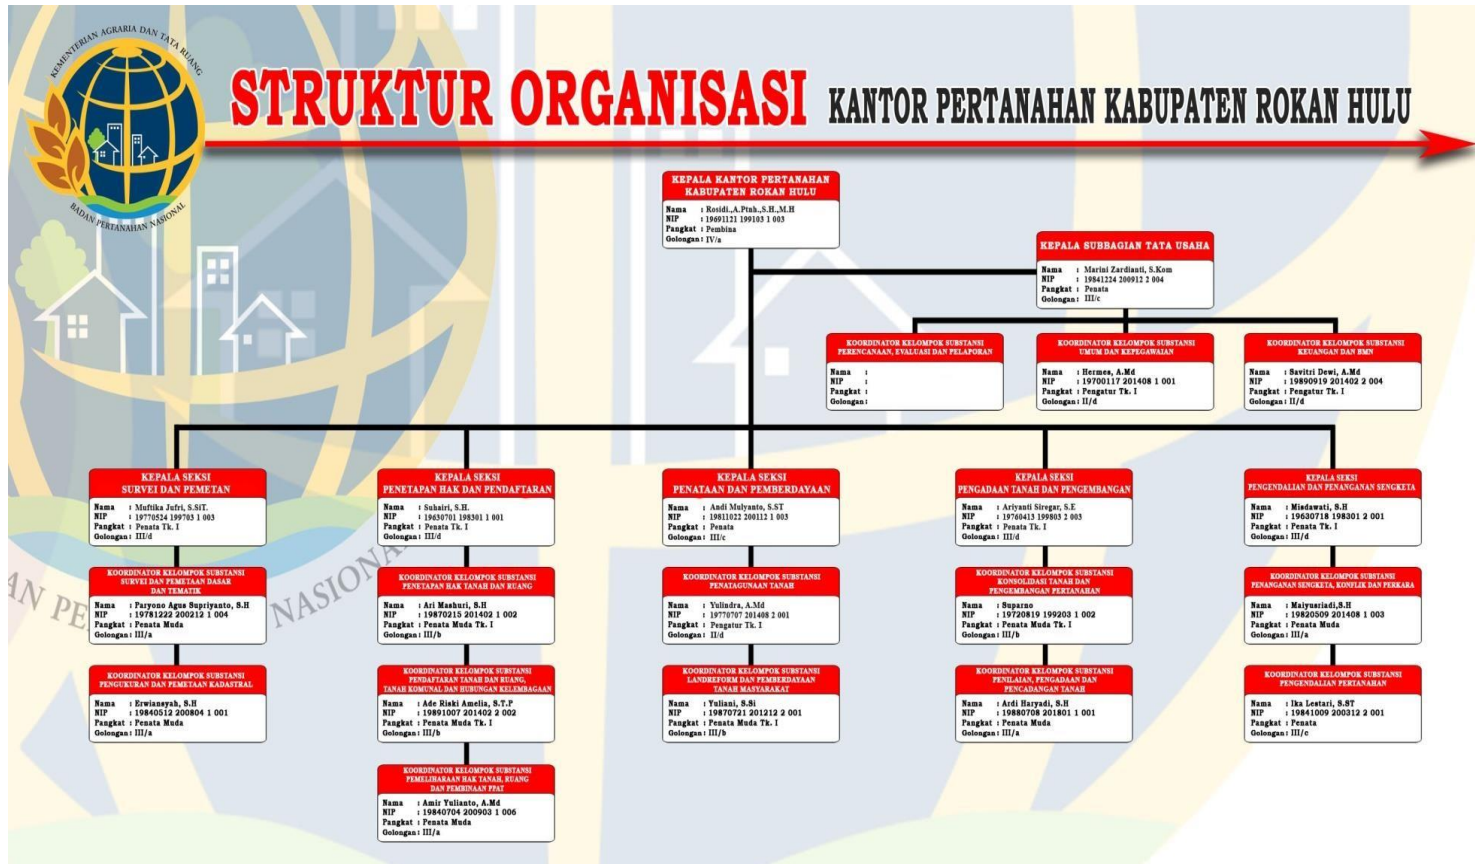 KEMENTERIAN AGRARIA DAN TATA RUANG
BADAN PERTANAHAN NASIONAL
STRUKTUR ORGANISASI KANTOR PERTANAHAN KABUPATEN ROKAN HULU
KEPALA KANTOR PERTANAHAN
KABUPATEN ROKAN HULU
Nama : Rosidi.,A.Ptnh.,S.H.,M.H
NIP : 19691121 199103 1 003
Pangkat : Pembina
Golongan : IV/a
KEPALA SUBBAGIAN TATA USAHA
Nama : Marini Zardianti, S.Kom
NIP : 19841224 200912 2 004
Pangkat : Penata
Golongan : III/c
KOORDINATOR KELOMPOK SUBSTANSI
PERENCANAAN, EVALUASI DAN PELAPORAN
Nama :
NIP :
Pangkat :
Golongan :
KOORDINATOR KELOMPOK SUBSTANSI
UMUM DAN KEPEGAWAIAN
Nama : Hermes, A.Md
NIP : 19700117 201408 1 001
Pangkat : Pengatur Tk. I
Golongan : II/d
KOORDINATOR KELOMPOK SUBSTANSI
KEUANGAN DAN BMN
Nama : Savitri Dewi, A.Md
NIP : 19890919 201402 2 004
Pangkat : Pengatur Tk. I
Golongan : II/d
KEPALA SEKSI
SURVEI DAN PEMETAN
Nama : Muftika Jufri, S.SiT.
NIP : 19770524 199703 1 003
Pangkat : Penata Tk. I
Golongan : III/d
KEPALA SEKSI
PENETAPAN HAK DAN PENDAFTARAN
Nama : Suhairi, S.H.
NIP : 19630701 198301 1 001
Pangkat : Penata Tk. I
Golongan : III/d
KEPALA SEKSI
PENATAAN DAN PEMBERDAYAAN
Nama : Andi Mulyanto, S.ST
NIP : 19811022 200112 1 003
Pangkat : Penata
Golongan : III/c
KEPALA SEKSI
PENGADAAN TANAH DAN PENGEMBANGAN
Nama : Ariyanti Siregar, S.E
NIP : 19760413 199803 2 003
Pangkat : Penata Tk. I
Golongan : III/d
KEPALA SEKSI
PENGENDALIAN DAN PENANGANAN SENGKETA
Nama : Misdawati, S.H
NIP : 19630718 198301 2 001
Pangkat : Penata Tk. I
Golongan : III/d
KOORDINATOR KELOMPOK SUBSTANSI
SURVEI DAN PEMETAAN DASAR
DAN TEMATIK
Nama : Paryono Agus Supriyanto, S.H
NIP : 19781222 200212 1 004
Pangkat : Penata Muda
Golongan : III/a
KOORDINATOR KELOMPOK SUBSTANSI
PENETAPAN HAK TANAH DAN RUANG
Nama : Ari Mashuri, S.H
NIP : 19870215 201402 1 002
Pangkat : Penata Muda Tk. I
Golongan : III/b
KOORDINATOR KELOMPOK SUBSTANSI
PENATAGUNAAN TANAH
Nama : Yulindra, A.Md
NIP : 19770707 201408 2 001
Pangkat : Pengatur Tk. I
Golongan : II/d
KOORDINATOR KELOMPOK SUBSTANSI
KONSOLIDASI TANAH DAN
PENGEMBANGAN PERTANAHAN
Nama : Suparno
NIP : 19720819 199203 1 002
Pangkat : Penata Muda Tk. I
Golongan : III/b
KOORDINATOR KELOMPOK SUBSTANSI
PENANGANAN SENGKETA, KONFLIK DAN PERKARA
Nama : Maiyusriadi,S.H
NIP : 19820509 201408 1 003
Pangkat : Penata Muda
Golongan : III/a
KOORDINATOR KELOMPOK SUBSTANSI
PENGUKURAN DAN PEMETAAN KADASTRAL
Nama : Erwiansyah, S.H
NIP : 19840512 200804 1 001
Pangkat : Penata Muda
Golongan : III/a
KOORDINATOR KELOMPOK SUBSTANSI
PENDAFTARAN TANAH DAN RUANG,
TANAH KOMUNAL DAN HUBUNGAN KELEMBAGAAN
Nama : Ade Riski Amelia, S.T.P
NIP : 19891007 201402 2 002
Pangkat : Penata Muda Tk. I
Golongan : III/b
KOORDINATOR KELOMPOK SUBSTANSI
LANDREFORM DAN PEMBERDAYAAN
TANAH MASYARAKAT
Nama : Yuliani, S.Si
NIP : 19870721 201212 2 001
Pangkat : Penata Muda Tk. I
Golongan : III/b
KOORDINATOR KELOMPOK SUBSTANSI
PENILAIAN, PENGADAAN DAN
PENCADANGAN TANAH
Nama : Ardi Haryadi, S.H
NIP : 19880708 201801 1 001
Pangkat : Penata Muda
Golongan : III/a
KOORDINATOR KELOMPOK SUBSTANSI
PENGENDALIAN PERTANAHAN
Nama : Ika Lestari, S.ST
NIP : 19841009 200312 2 001
Pangkat : Penata
Golongan : III/c
KOORDINATOR KELOMPOK SUBSTANSI
PEMELIHARAAN HAK TANAH, RUANG
DAN PEMBINAAN PPAT
Nama : Amir Yulianto, A.Md
NIP : 19840704 200903 1 006
Pangkat : Penata Muda
Golongan : III/a